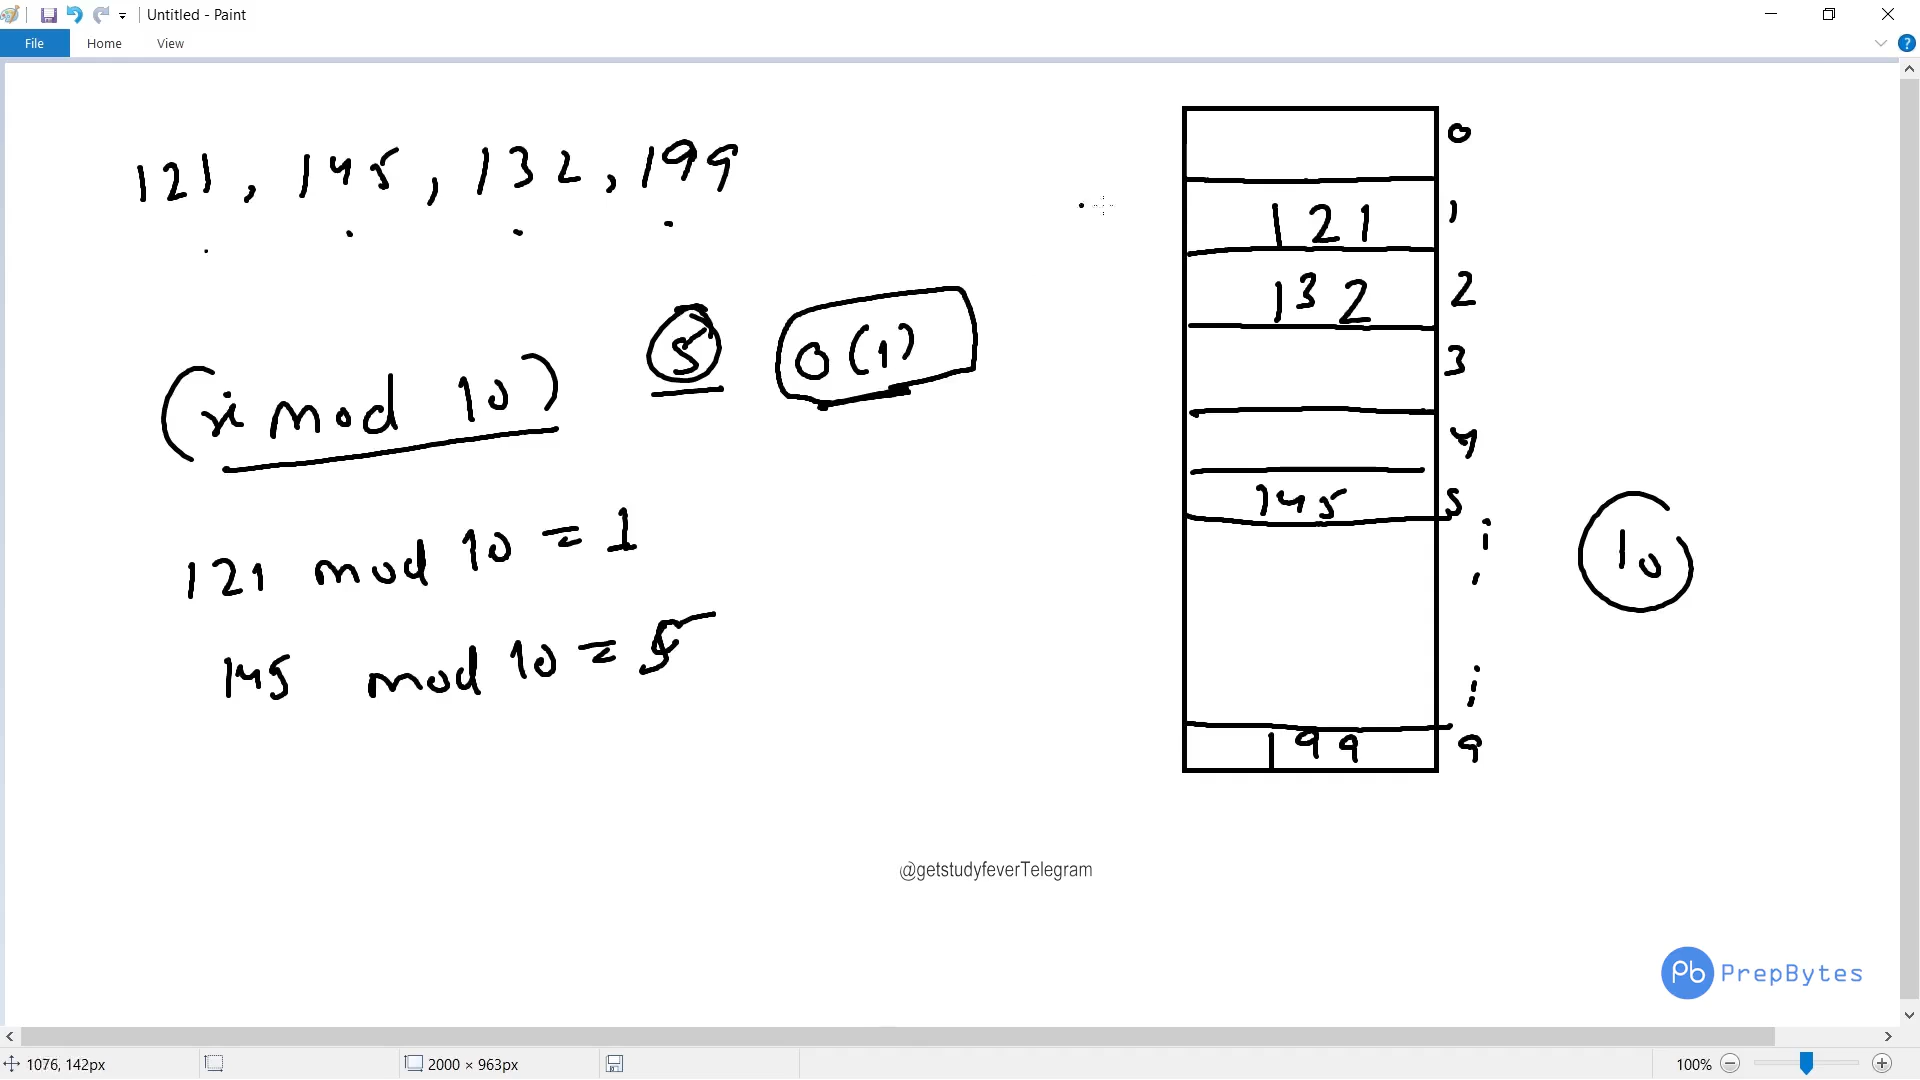 Untitled - Paint
File Home View
121, 145, 132, 199
(x mod 10) 5 O(1)
121 mod 10 = 1
145 mod 10 = 5
0
121 1
132 2
3
4
145 5
10
199 9
@getstudyfeverTelegram
Pb PrepBytes
1076, 142px 2000 × 963px 100%